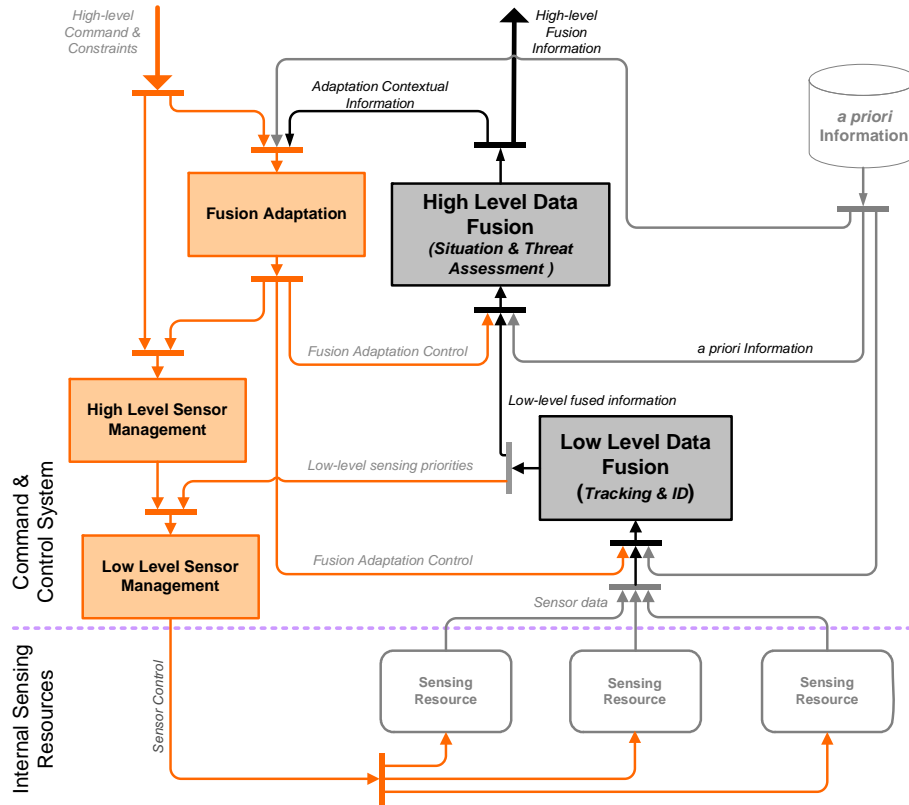 High-level
Command &
Constraints
High-level
Fusion
Information
Adaptation Contextual
Information
a priori
Information
Fusion Adaptation
High Level Data
Fusion
(Situation & Threat
Assessment )
Fusion Adaptation Control
a priori Information
High Level Sensor
Management
Low-level fused information
Low Level Data
Fusion
(Tracking & ID)
Low-level sensing priorities
Command &
Control System
Low Level Sensor
Management
Fusion Adaptation Control
Sensor data
Internal Sensing
Resources
Sensor Control
Sensing
Resource
Sensing
Resource
Sensing
Resource